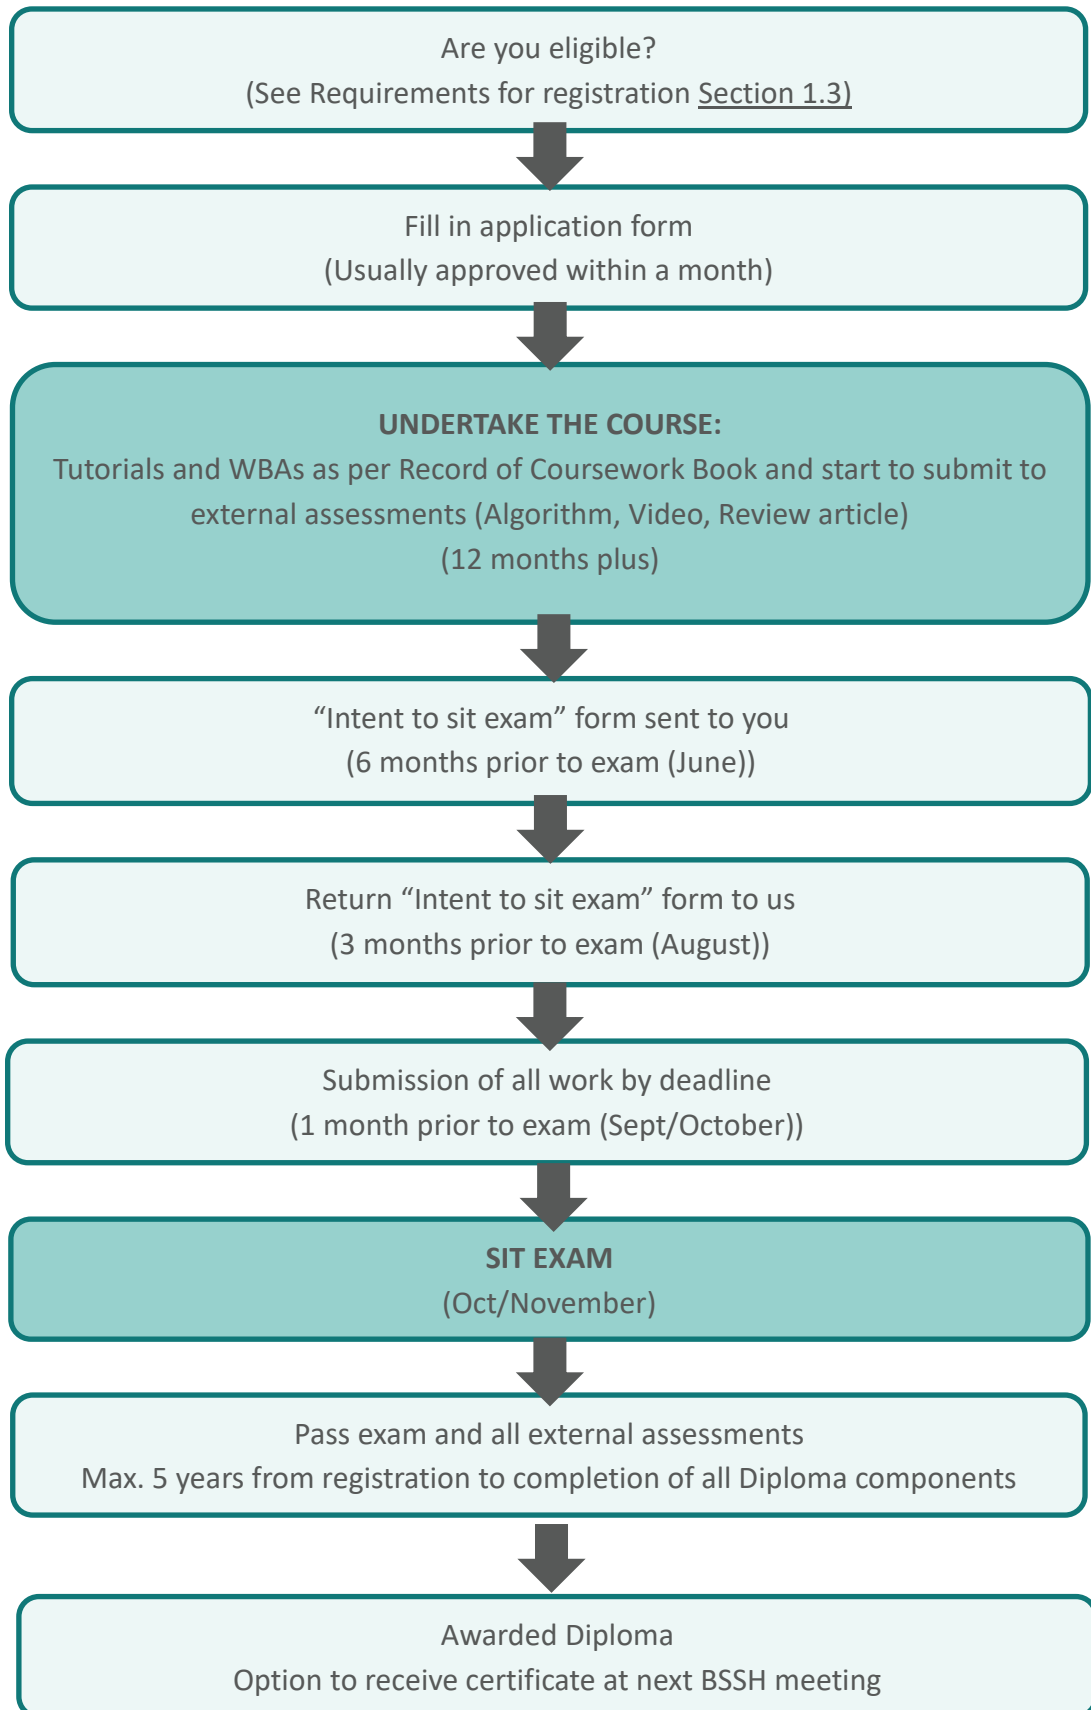 Are you eligible?
(See Requirements for registration Section 1.3)
Fill in application form
(Usually approved within a month)
UNDERTAKE THE COURSE:
Tutorials and WBAs as per Record of Coursework Book and start to submit to
external assessments (Algorithm, Video, Review article)
(12 months plus)
“Intent to sit exam” form sent to you
(6 months prior to exam (June))
Return “Intent to sit exam” form to us
(3 months prior to exam (August))
Submission of all work by deadline
(1 month prior to exam (Sept/October))
SIT EXAM
(Oct/November)
Pass exam and all external assessments
Max. 5 years from registration to completion of all Diploma components
Awarded Diploma
Option to receive certificate at next BSSH meeting